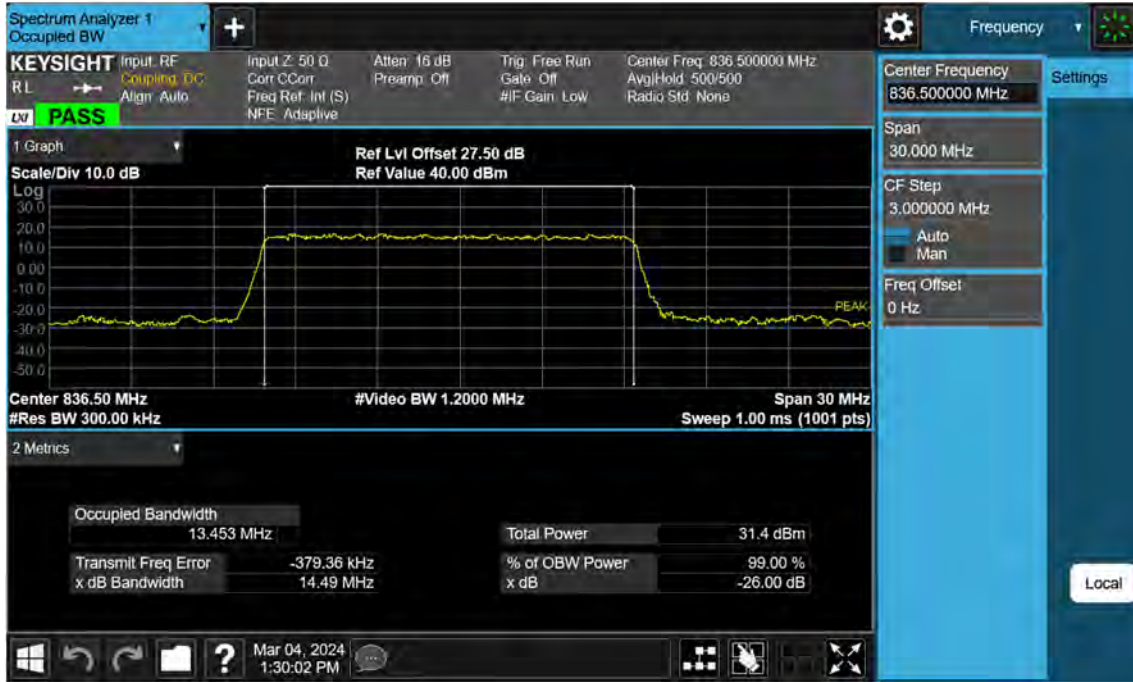 Spectrum Analyzer 1
Occupied BW
+
Frequency
KEYSIGHT Input: RF Input Z: 50 Ω Atten: 16 dB Trig: Free Run Center Freq: 836.500000 MHz
RL Coupling: DC Corr CCorr Preamp: Off Gate: Off Avg|Hold: 500/500
Align: Auto Freq Ref: Int (S) #IF Gain: Low Radio Std: None
LXI PASS NFE: Adaptive
1 Graph
Ref Lvl Offset 27.50 dB
Scale/Div 10.0 dB Ref Value 40.00 dBm
Log
30.0
20.0
10.0
0.00
-10.0
-20.0
-30.0
-40.0
-50.0
PEAK
Center 836.50 MHz #Video BW 1.2000 MHz Span 30 MHz
#Res BW 300.00 kHz Sweep 1.00 ms (1001 pts)
2 Metrics
Occupied Bandwidth
13.453 MHz Total Power 31.4 dBm
Transmit Freq Error -379.36 kHz % of OBW Power 99.00 %
x dB Bandwidth 14.49 MHz x dB -26.00 dB
?
Mar 04, 2024
1:30:02 PM
Center Frequency
836.500000 MHz
Settings
Span
30.000 MHz
CF Step
3.000000 MHz
Auto
Man
Freq Offset
0 Hz
Local